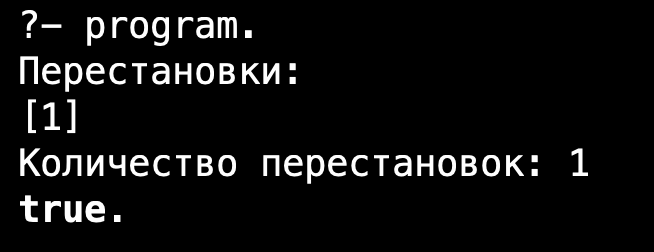 ?- program.
Перестановки:
[1]
Количество перестановок: 1
true.